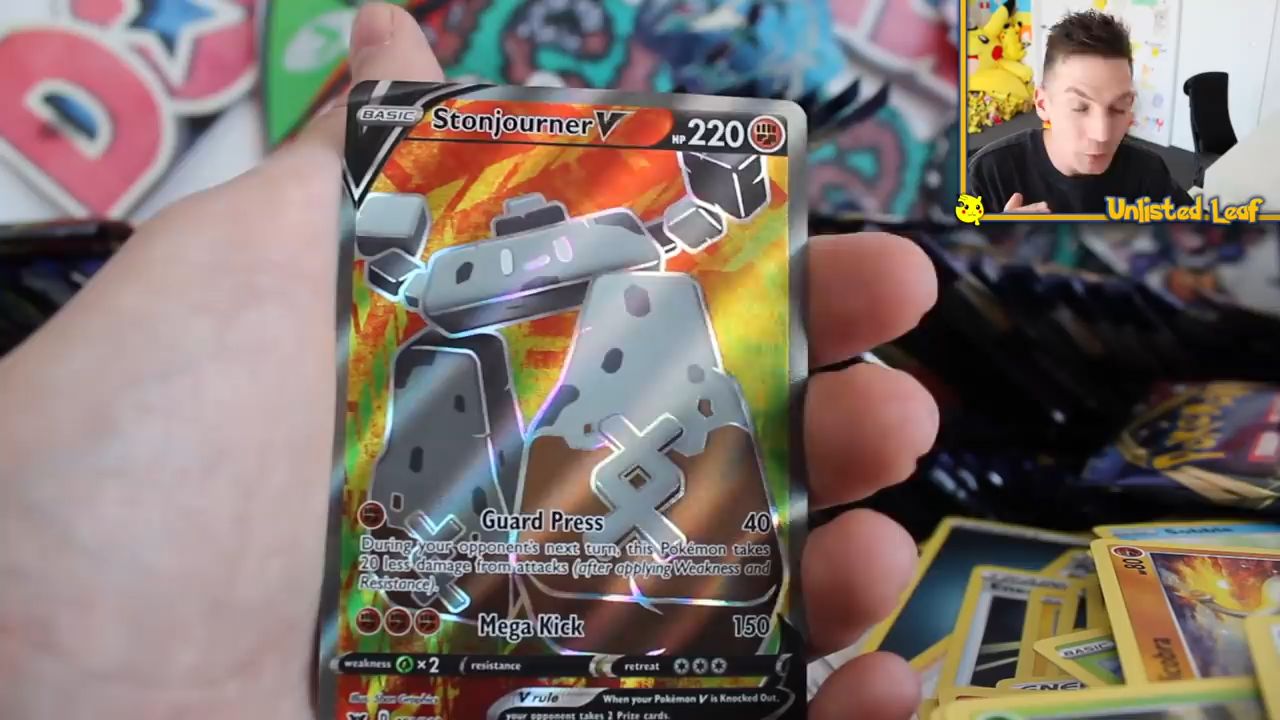 BASIC
Stonjourner V
HP 220
Unlisted.Leaf
Guard Press 40
During your opponent's next turn, this Pokémon takes
20 less damage from attacks (after applying Weakness and
Resistance).
Mega Kick 150
weakness ×2 resistance retreat
V rule When your Pokémon V is Knocked Out,
your opponent takes 2 Prize cards.
D
BASIC